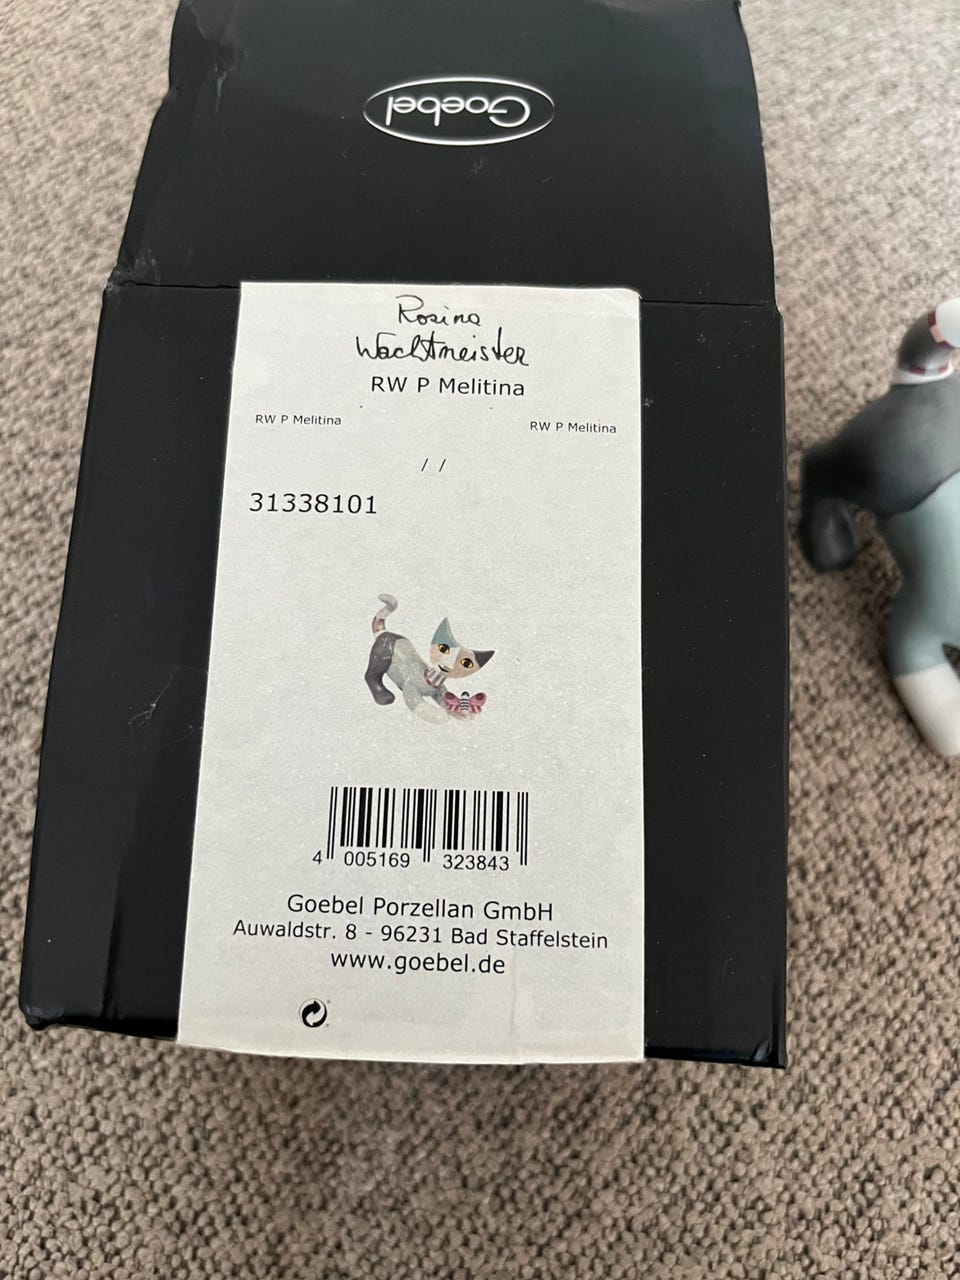 Goebel
Rosina
Wachtmeister
RW P Melitina
RW P Melitina RW P Melitina
/ /
31338101
4 005169 323843
Goebel Porzellan GmbH
Auwaldstr. 8 - 96231 Bad Staffelstein
www.goebel.de